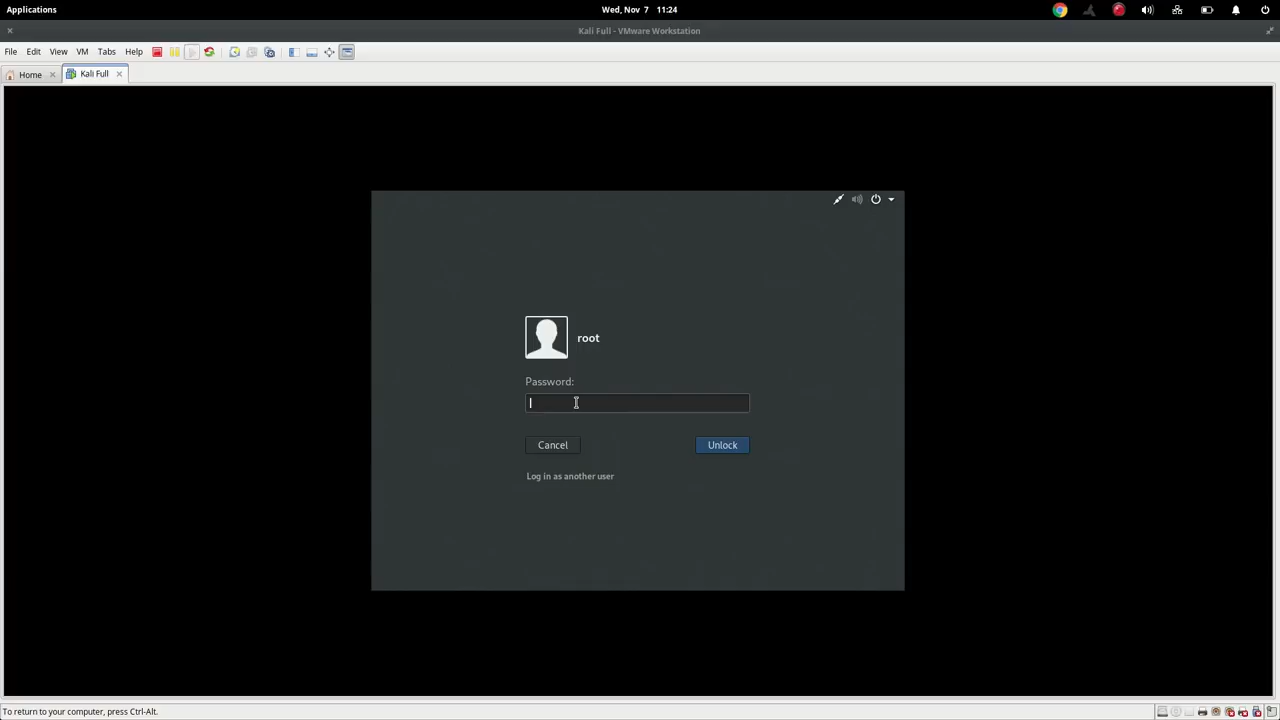 Applications
Wed, Nov 7 11:24
Kali Full - VMware Workstation
File Edit View VM Tabs Help
Home
Kali Full
root
Password:
Cancel
Unlock
Log in as another user
To return to your computer, press Ctrl-Alt.